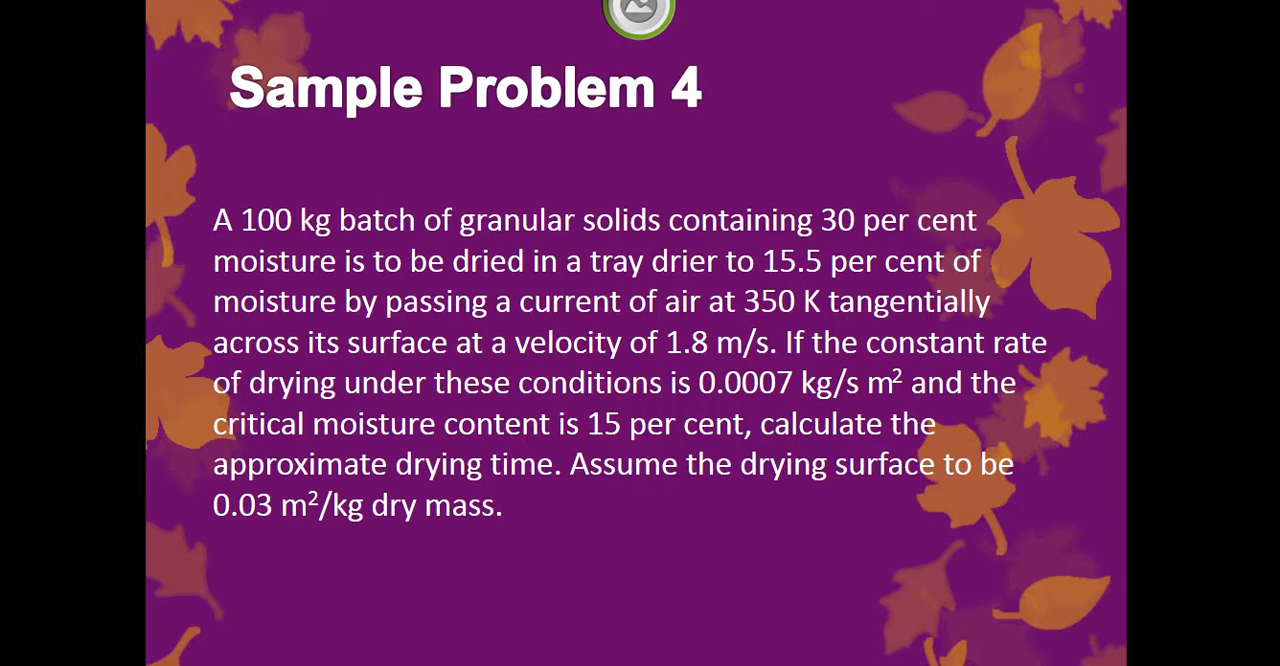 Sample Problem 4
A 100 kg batch of granular solids containing 30 per cent
moisture is to be dried in a tray drier to 15.5 per cent of
moisture by passing a current of air at 350 K tangentially
across its surface at a velocity of 1.8 m/s. If the constant rate
of drying under these conditions is 0.0007 kg/s m² and the
critical moisture content is 15 per cent, calculate the
approximate drying time. Assume the drying surface to be
0.03 m²/kg dry mass.